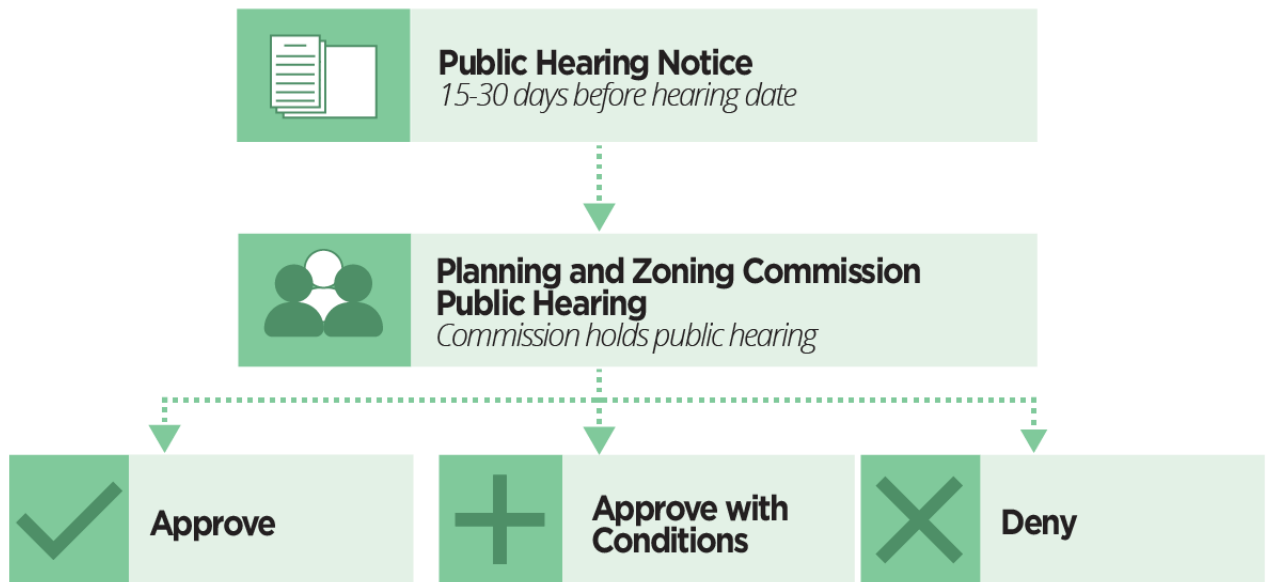 Public Hearing Notice
15-30 days before hearing date
Planning and Zoning Commission
Public Hearing
Commission holds public hearing
Approve
Approve with
Conditions
Deny